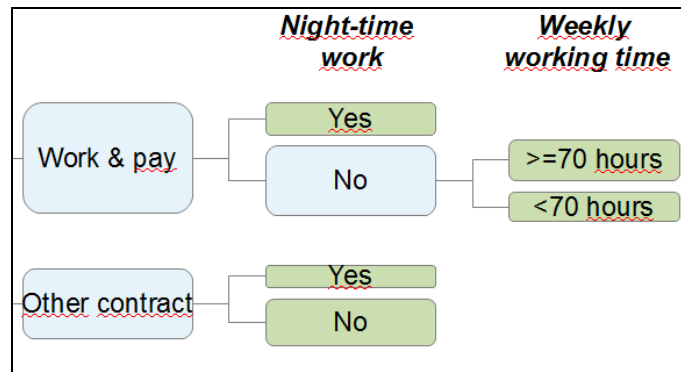 Night-time
work
Weekly
working time
Work & pay
Yes
No
>=70 hours
<70 hours
Other contract
Yes
No